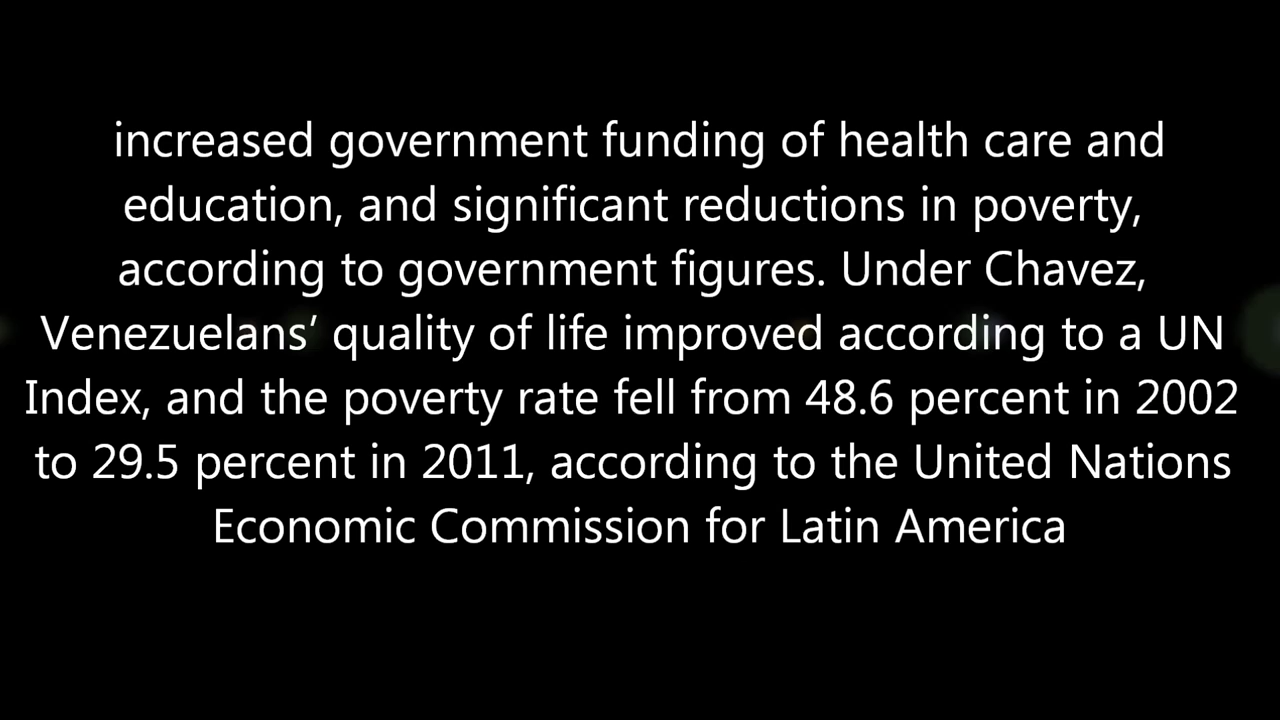 increased government funding of health care and
education, and significant reductions in poverty,
according to government figures. Under Chavez,
Venezuelans’ quality of life improved according to a UN
Index, and the poverty rate fell from 48.6 percent in 2002
to 29.5 percent in 2011, according to the United Nations
Economic Commission for Latin America